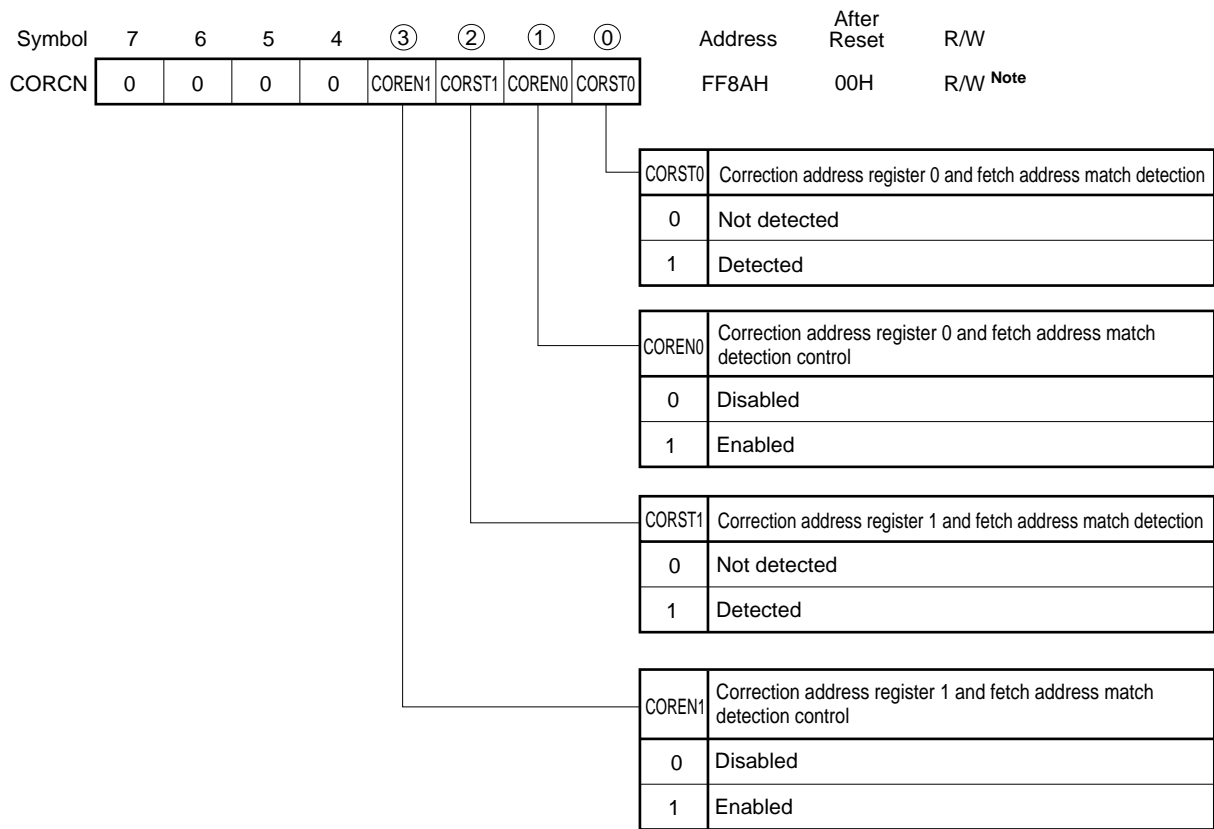 Symbol 7 6 5 4 ③ ② ① ⓪ Address After Reset R/W
CORCN 0 0 0 0 COREN1 CORST1 COREN0 CORST0 FF8AH 00H R/W Note
CORST0 Correction address register 0 and fetch address match detection
0 Not detected
1 Detected
COREN0 Correction address register 0 and fetch address match
detection control
0 Disabled
1 Enabled
CORST1 Correction address register 1 and fetch address match detection
0 Not detected
1 Detected
COREN1 Correction address register 1 and fetch address match
detection control
0 Disabled
1 Enabled